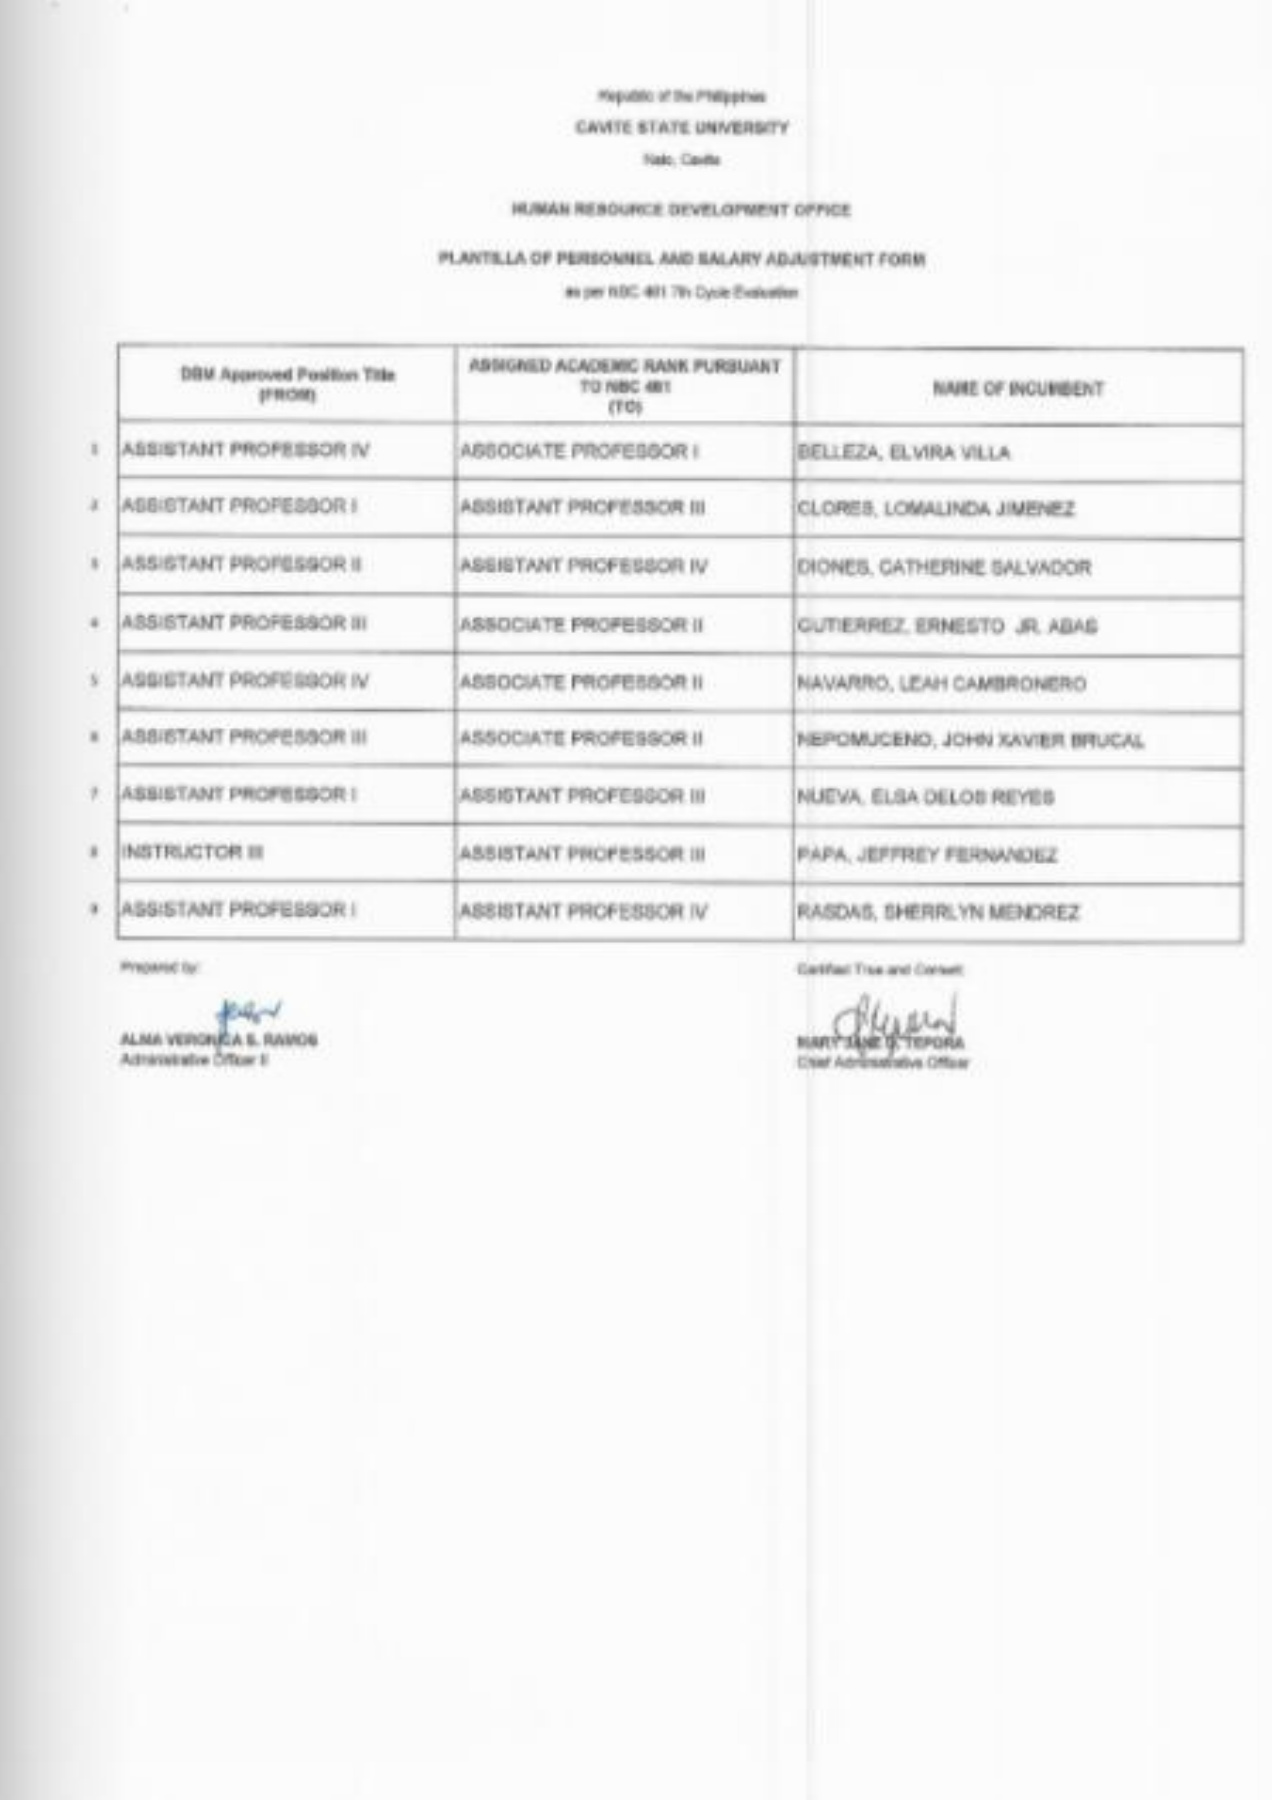 Republic of the Philippines
CAVITE STATE UNIVERSITY
Naic, Cavite
HUMAN RESOURCE DEVELOPMENT OFFICE
PLANTILLA OF PERSONNEL AND SALARY ADJUSTMENT FORM
as per NBC 461 7th Cycle Evaluation
DBM Approved Position Title (FROM) ASSIGNED ACADEMIC RANK PURSUANT TO NBC 461 (TO) NAME OF INCUMBENT
1 ASSISTANT PROFESSOR IV ASSOCIATE PROFESSOR I BELLEZA, ELVIRA VILLA
2 ASSISTANT PROFESSOR I ASSISTANT PROFESSOR III CLORES, LOMALINDA JIMENEZ
3 ASSISTANT PROFESSOR II ASSISTANT PROFESSOR IV DIONES, CATHERINE SALVADOR
4 ASSISTANT PROFESSOR III ASSOCIATE PROFESSOR II GUTIERREZ, ERNESTO JR. ABAS
5 ASSISTANT PROFESSOR IV ASSOCIATE PROFESSOR II NAVARRO, LEAH CAMBRONERO
6 ASSISTANT PROFESSOR III ASSOCIATE PROFESSOR II NEPOMUCENO, JOHN XAVIER BRUCAL
7 ASSISTANT PROFESSOR I ASSISTANT PROFESSOR III NUEVA, ELSA DELOS REYES
8 INSTRUCTOR III ASSISTANT PROFESSOR III PAPA, JEFFREY FERNANDEZ
9 ASSISTANT PROFESSOR I ASSISTANT PROFESSOR IV RASDAS, SHERRLYN MENDREZ
Prepared by: Certified True and Correct:
ALMA VERONICA S. RAMOS MARY JANE D. TEPORA
Administrative Officer II Chief Administrative Officer